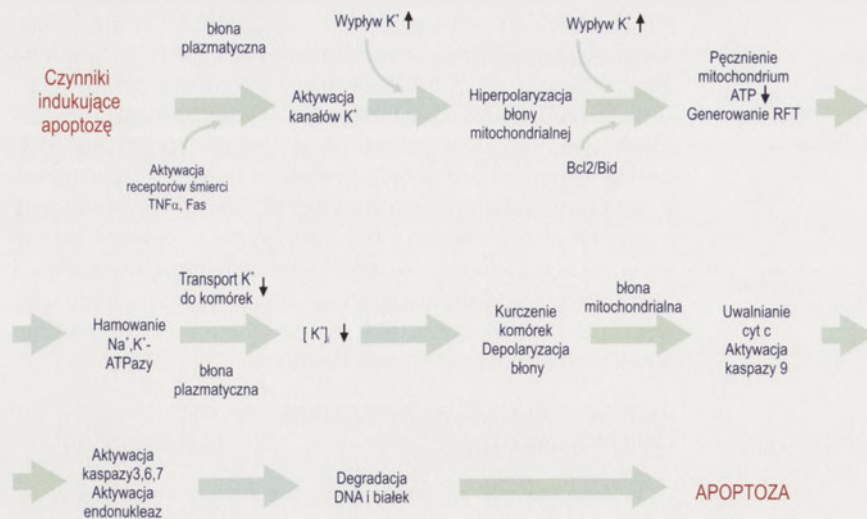 błona
plazmatyczna
Wypływ K⁺ ↑
Wypływ K⁺ ↑
Czynniki
indukujące
apoptozę
Aktywacja
kanałów K⁺
Hiperpolaryzacja
błony
mitochondrialnej
Pęcznienie
mitochondrium
ATP ↓
Generowanie RFT
Aktywacja
receptorów śmierci
TNFα, Fas
Bcl2/Bid
Transport K⁺ ↓
do komórek
Hamowanie
Na⁺,K⁺-
ATPazy
błona
plazmatyczna
[ K⁺]ᵢ ↓
Kurczenie
komórek
Depolaryzacja
błony
błona
mitochondrialna
Uwalnianie
cyt c
Aktywacja
kaspazy 9
Aktywacja
kaspazy3,6,7
Aktywacja
endonukleaz
Degradacja
DNA i białek
APOPTOZA